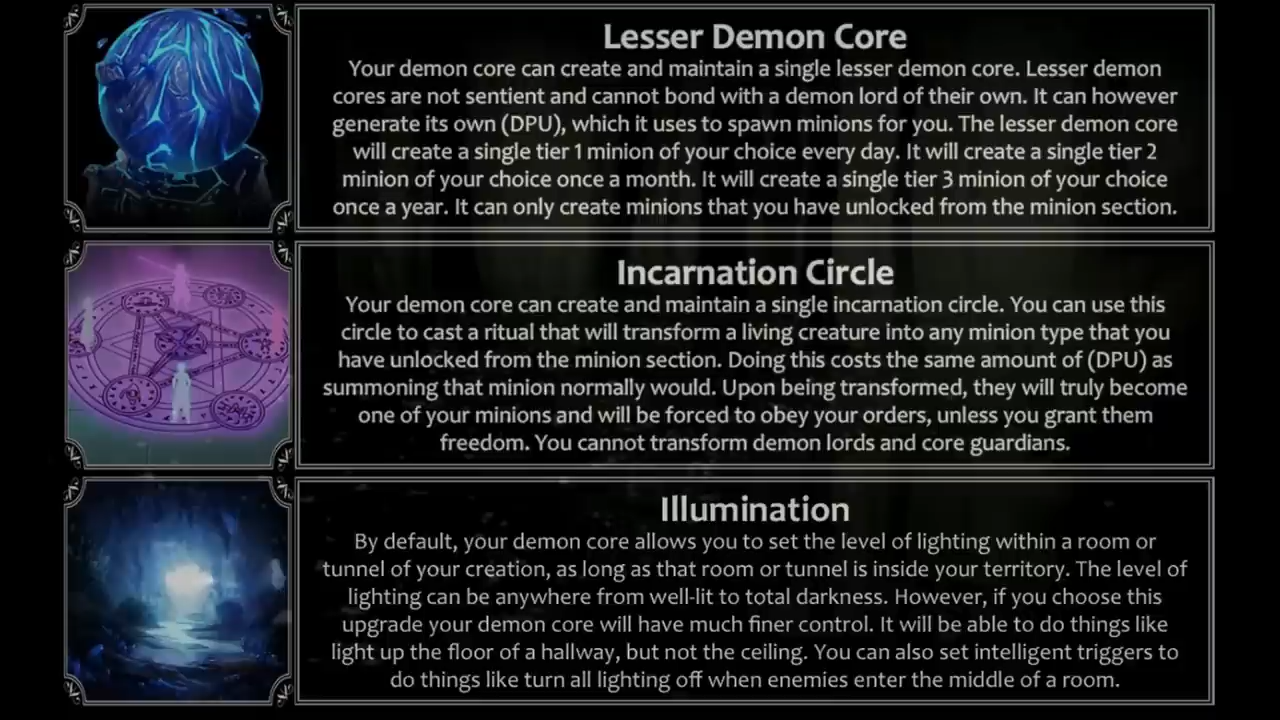 Lesser Demon Core
Your demon core can create and maintain a single lesser demon core. Lesser demon
cores are not sentient and cannot bond with a demon lord of their own. It can however
generate its own (DPU), which it uses to spawn minions for you. The lesser demon core
will create a single tier 1 minion of your choice every day. It will create a single tier 2
minion of your choice once a month. It will create a single tier 3 minion of your choice
once a year. It can only create minions that you have unlocked from the minion section.
Incarnation Circle
Your demon core can create and maintain a single incarnation circle. You can use this
circle to cast a ritual that will transform a living creature into any minion type that you
have unlocked from the minion section. Doing this costs the same amount of (DPU) as
summoning that minion normally would. Upon being transformed, they will truly become
one of your minions and will be forced to obey your orders, unless you grant them
freedom. You cannot transform demon lords and core guardians.
Illumination
By default, your demon core allows you to set the level of lighting within a room or
tunnel of your creation, as long as that room or tunnel is inside your territory. The level of
lighting can be anywhere from well-lit to total darkness. However, if you choose this
upgrade your demon core will have much finer control. It will be able to do things like
light up the floor of a hallway, but not the ceiling. You can also set intelligent triggers to
do things like turn all lighting off when enemies enter the middle of a room.